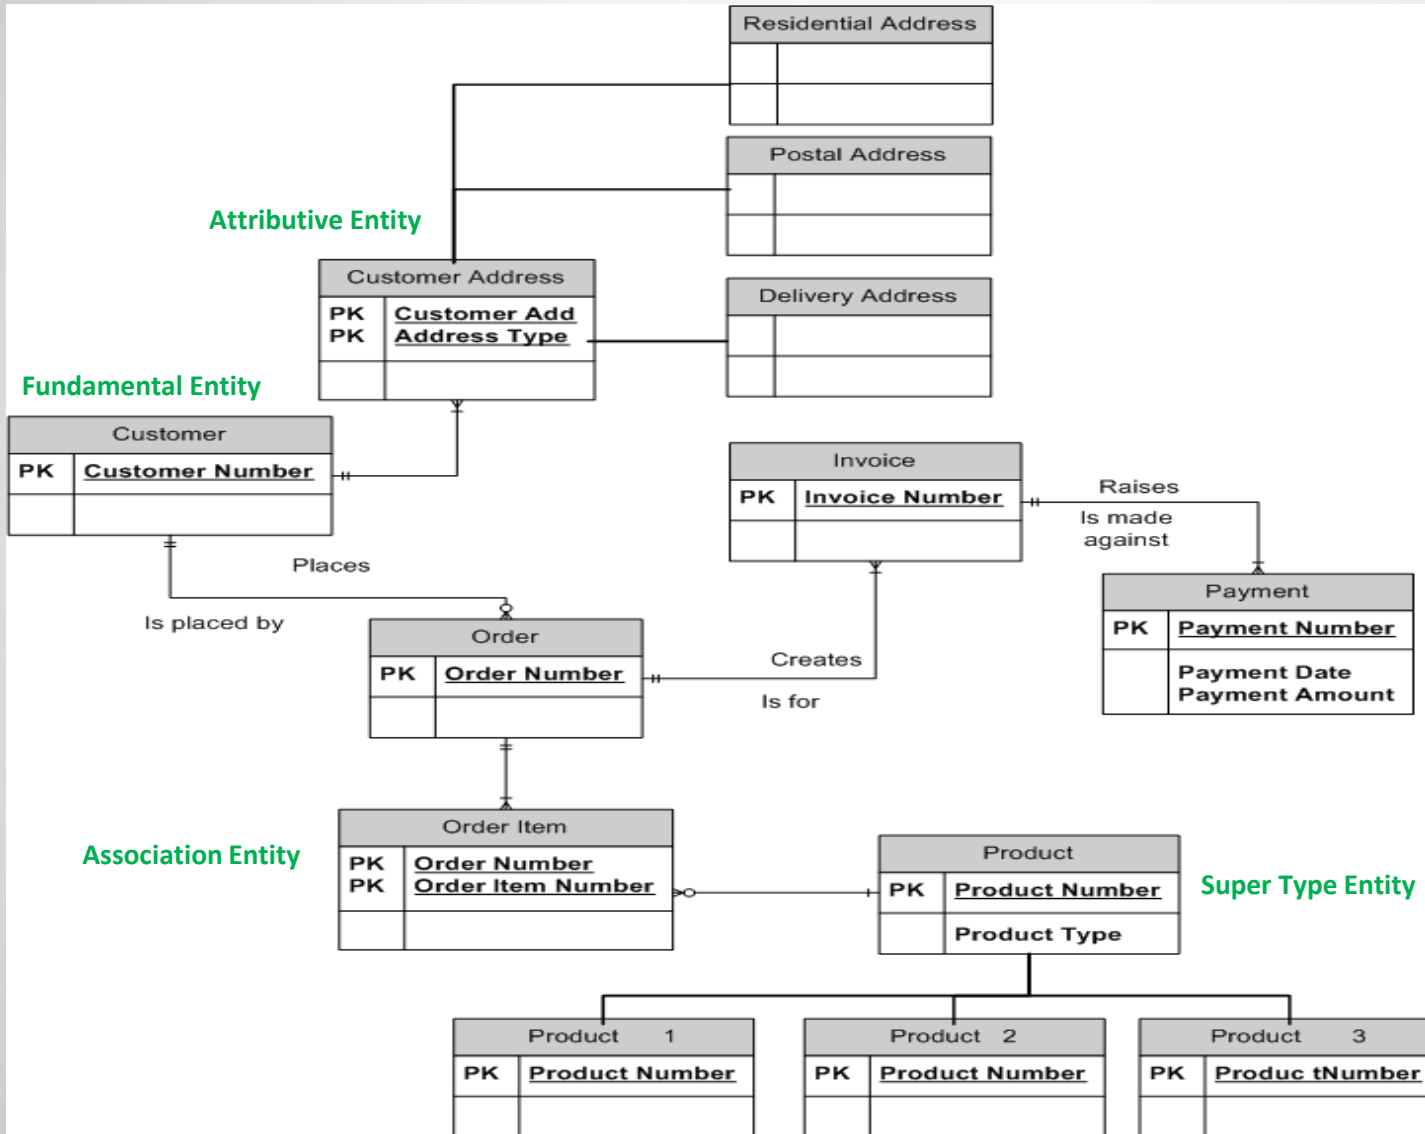 Residential Address
Postal Address
Attributive Entity
Customer Address
PK Customer Add
PK Address Type
Delivery Address
Fundamental Entity
Customer
PK Customer Number
Invoice
PK Invoice Number
Raises
Is made
against
Places
Is placed by
Payment
PK Payment Number
Payment Date
Payment Amount
Order
PK Order Number
Creates
Is for
Order Item
PK Order Number
PK Order Item Number
Association Entity
Product
PK Product Number
Product Type
Super Type Entity
Product 1
PK Product Number
Product 2
PK Product Number
Product 3
PK Produc tNumber